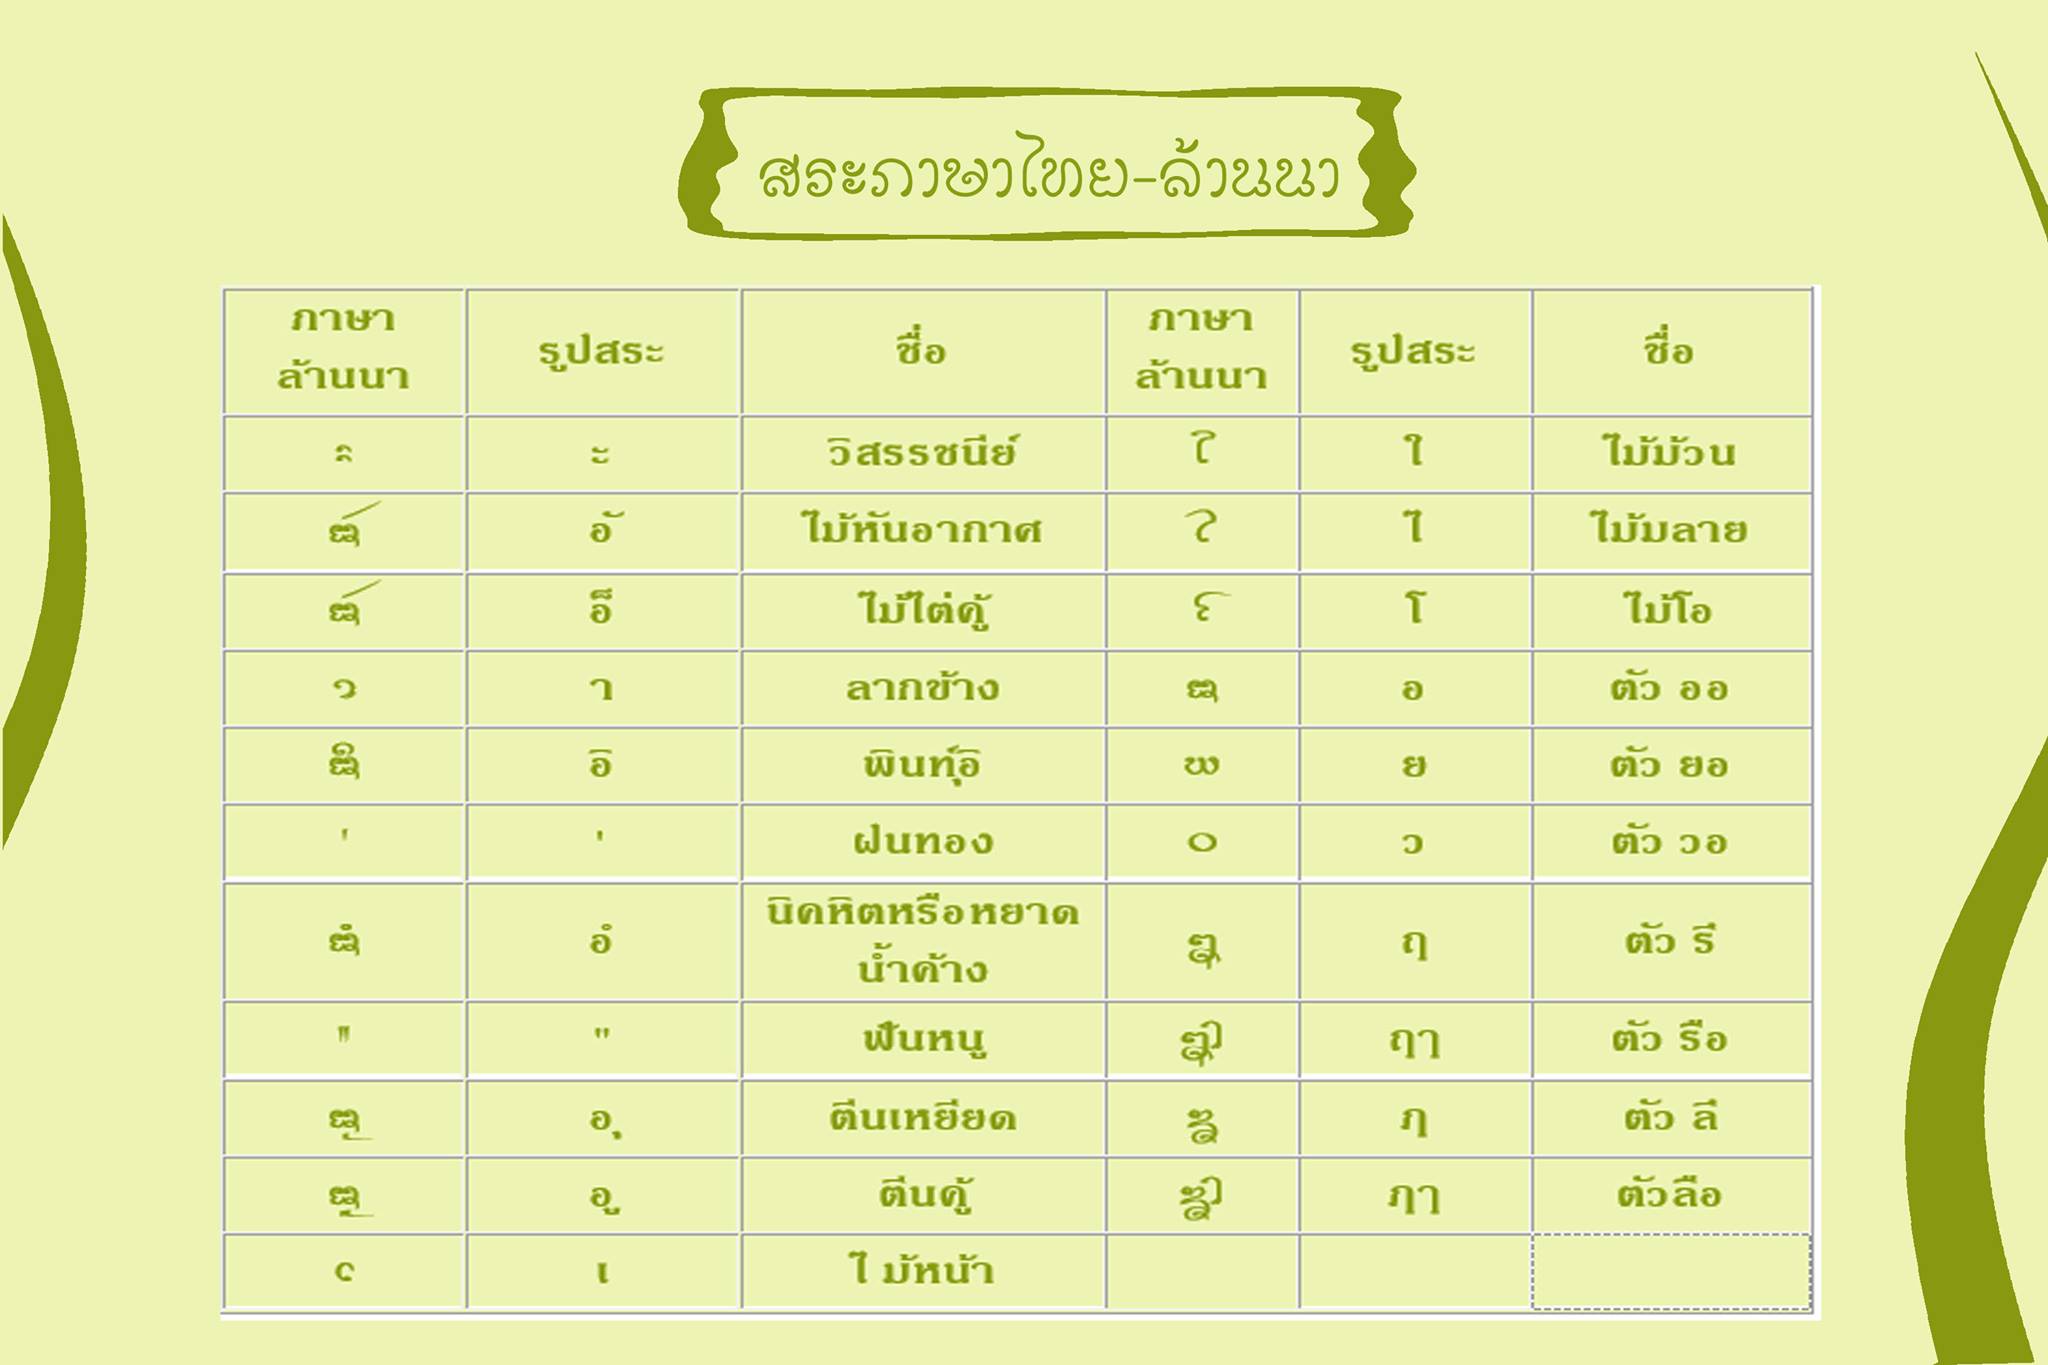 สระภาษาไทย-ล้านนา
ภาษา
ล้านนา
รูปสระ
ชื่อ
ภาษา
ล้านนา
รูปสระ
ชื่อ
ᩡ ะ วิสรรชนีย์ ᩲ ใ ไม้ม้วน
อั ไม้หันอากาศ ᩱ ไ ไม้มลาย
อ็ ไม้ไต่คู้ ᩰ โ ไม้โอ
ᩣ า ลากข้าง ᩋ อ ตัว ออ
ᩋᩥ อิ พินทุ์อิ ᨿ ย ตัว ยอ
' ' ฝนทอง ᩅ ว ตัว วอ
ᩋᩴ อํ นิคหิตหรือหยาด
น้ำค้าง
ฤ ตัว รึ
" " ฟันหนู ฤๅ ตัว รือ
ᩋᩩ อ ุ ตีนเหยียด ฦ ตัว ลึ
ᩋᩪ อ ู ตีนคู้ ฦๅ ตัวลือ
ᩮ เ ไ ม้หน้า